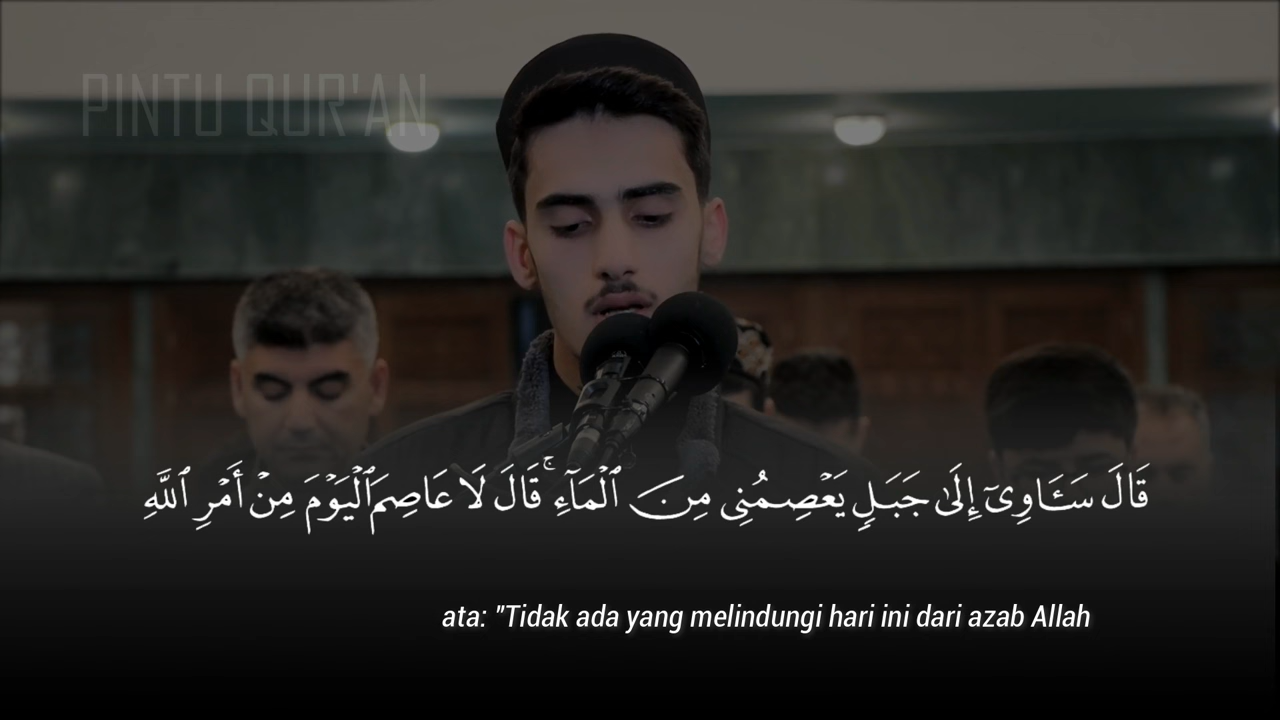 PINTU QUR'AN
قَالَ سَـَٔاوِىٓ إِلَىٰ جَبَلٍ يَعْصِمُنِى مِنَ ٱلْمَآءِ ۚ قَالَ لَا عَاصِمَ ٱلْيَوْمَ مِنْ أَمْرِ ٱللَّهِ
ata: "Tidak ada yang melindungi hari ini dari azab Allah